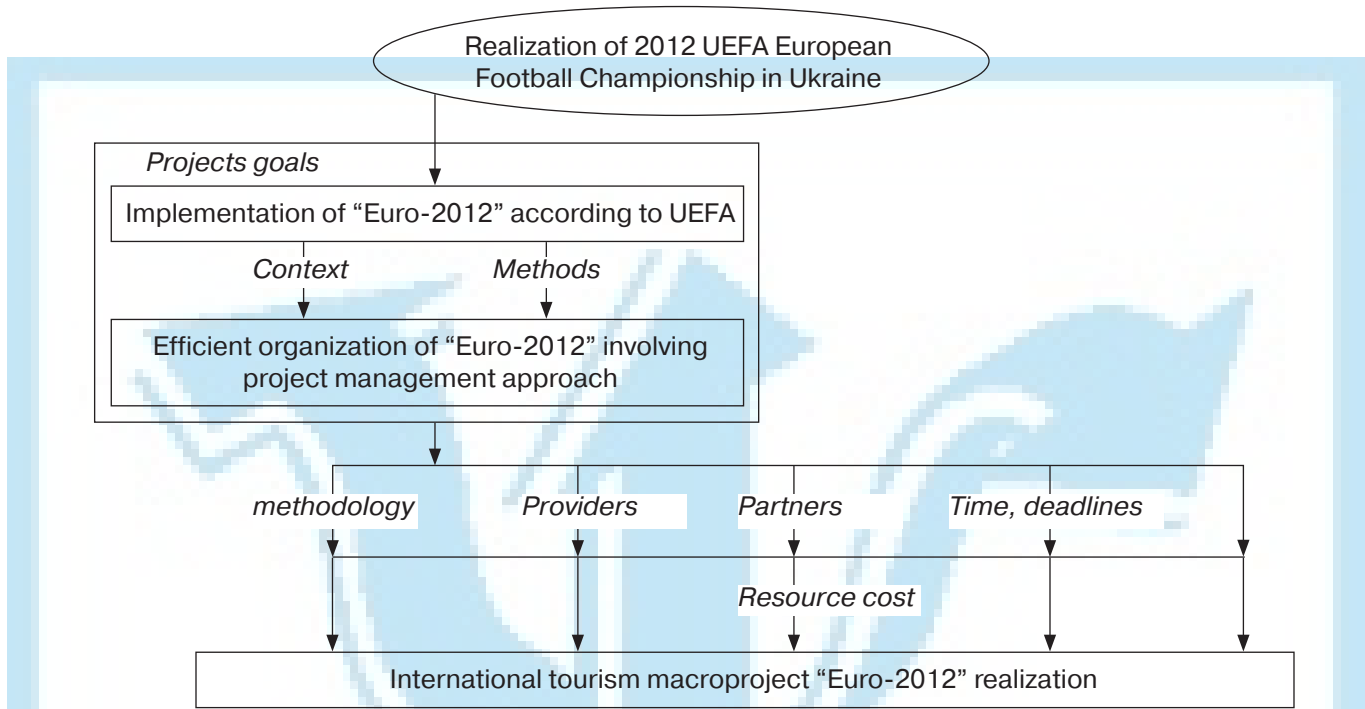 Realization of 2012 UEFA European
Football Championship in Ukraine
Projects goals
Implementation of “Euro-2012” according to UEFA
Context
Methods
Efficient organization of “Euro-2012” involving
project management approach
methodology
Providers
Partners
Time, deadlines
Resource cost
International tourism macroproject “Euro-2012” realization